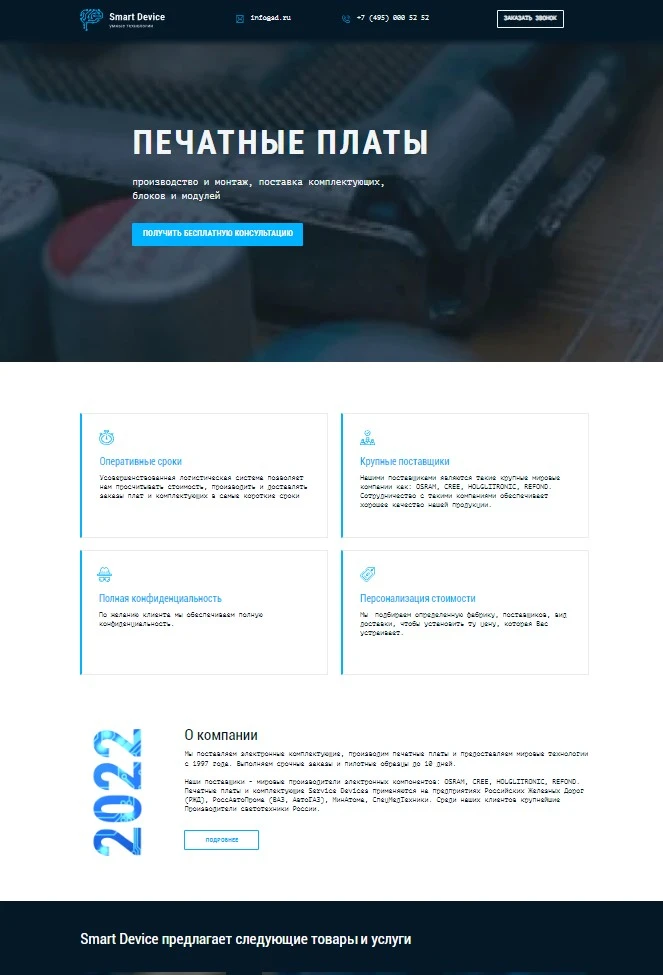 Smart Device
УМНЫЕ ТЕХНОЛОГИИ
info@sd.ru
+7 (495) 000 52 52
ЗАКАЗАТЬ ЗВОНОК
ПЕЧАТНЫЕ ПЛАТЫ
производство и монтаж, поставка комплектующих,
блоков и модулей
ПОЛУЧИТЬ БЕСПЛАТНУЮ КОНСУЛЬТАЦИЮ
Оперативные сроки
Усовершенствованная логистическая система позволяет
нам просчитывать стоимость, производить и доставлять
заказы плат и комплектующих в самые короткие сроки
Крупные поставщики
Нашими поставщиками являются такие крупные мировые
компании как: OSRAM, CREE, HOLGLITRONIC, REFOND.
Сотрудничество с такими компаниями обеспечивает
хорошее качество нашей продукции.
Полная конфиденциальность
По желанию клиента мы обеспечиваем полную
конфиденциальность.
Персонализация стоимости
Мы подбираем определенную фабрику, поставщиков, вид
доставки, чтобы установить ту цену, которая Вас
устраивает.
2022
О компании
Мы поставляем электронные комплектующие, производим печатные платы и предоставляем мировые технологии
с 1997 года. Выполняем срочные заказы и пилотные образцы до 10 дней.
Наши поставщики – мировые производители электронных компонентов: OSRAM, CREE, HOLGLITRONIC, REFOND.
Печатные платы и комплектующие Service Devices применяются на предприятиях Российских Железных Дорог
(РЖД), РоссАвтоПрома (ВАЗ, АвтоГАЗ), МинАтома, СпецМедТехники. Среди наших клиентов крупнейшие
Производители светотехники России.
ПОДРОБНЕЕ
Smart Device предлагает следующие товары и услуги